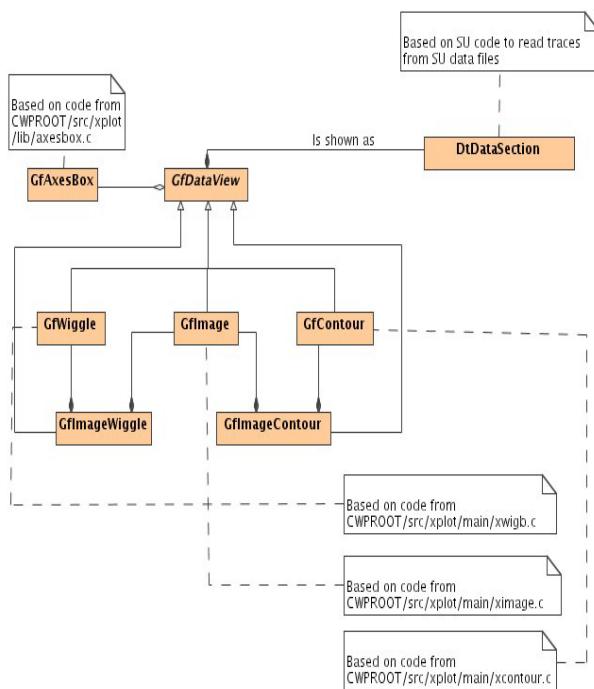 Based on SU code to read traces
from SU data files
Based on code from
CWPROOT/src/xplot
/lib/axesbox.c
Is shown as
DtDataSection
GfAxesBox
GfDataView
GfWiggle
GfImage
GfContour
GfImageWiggle
GfImageContour
Based on code from
CWPROOT/src/xplot/main/xwigb.c
Based on code from
CWPROOT/src/xplot/main/ximage.c
Based on code from
CWPROOT/src/xplot/main/xcontour.c